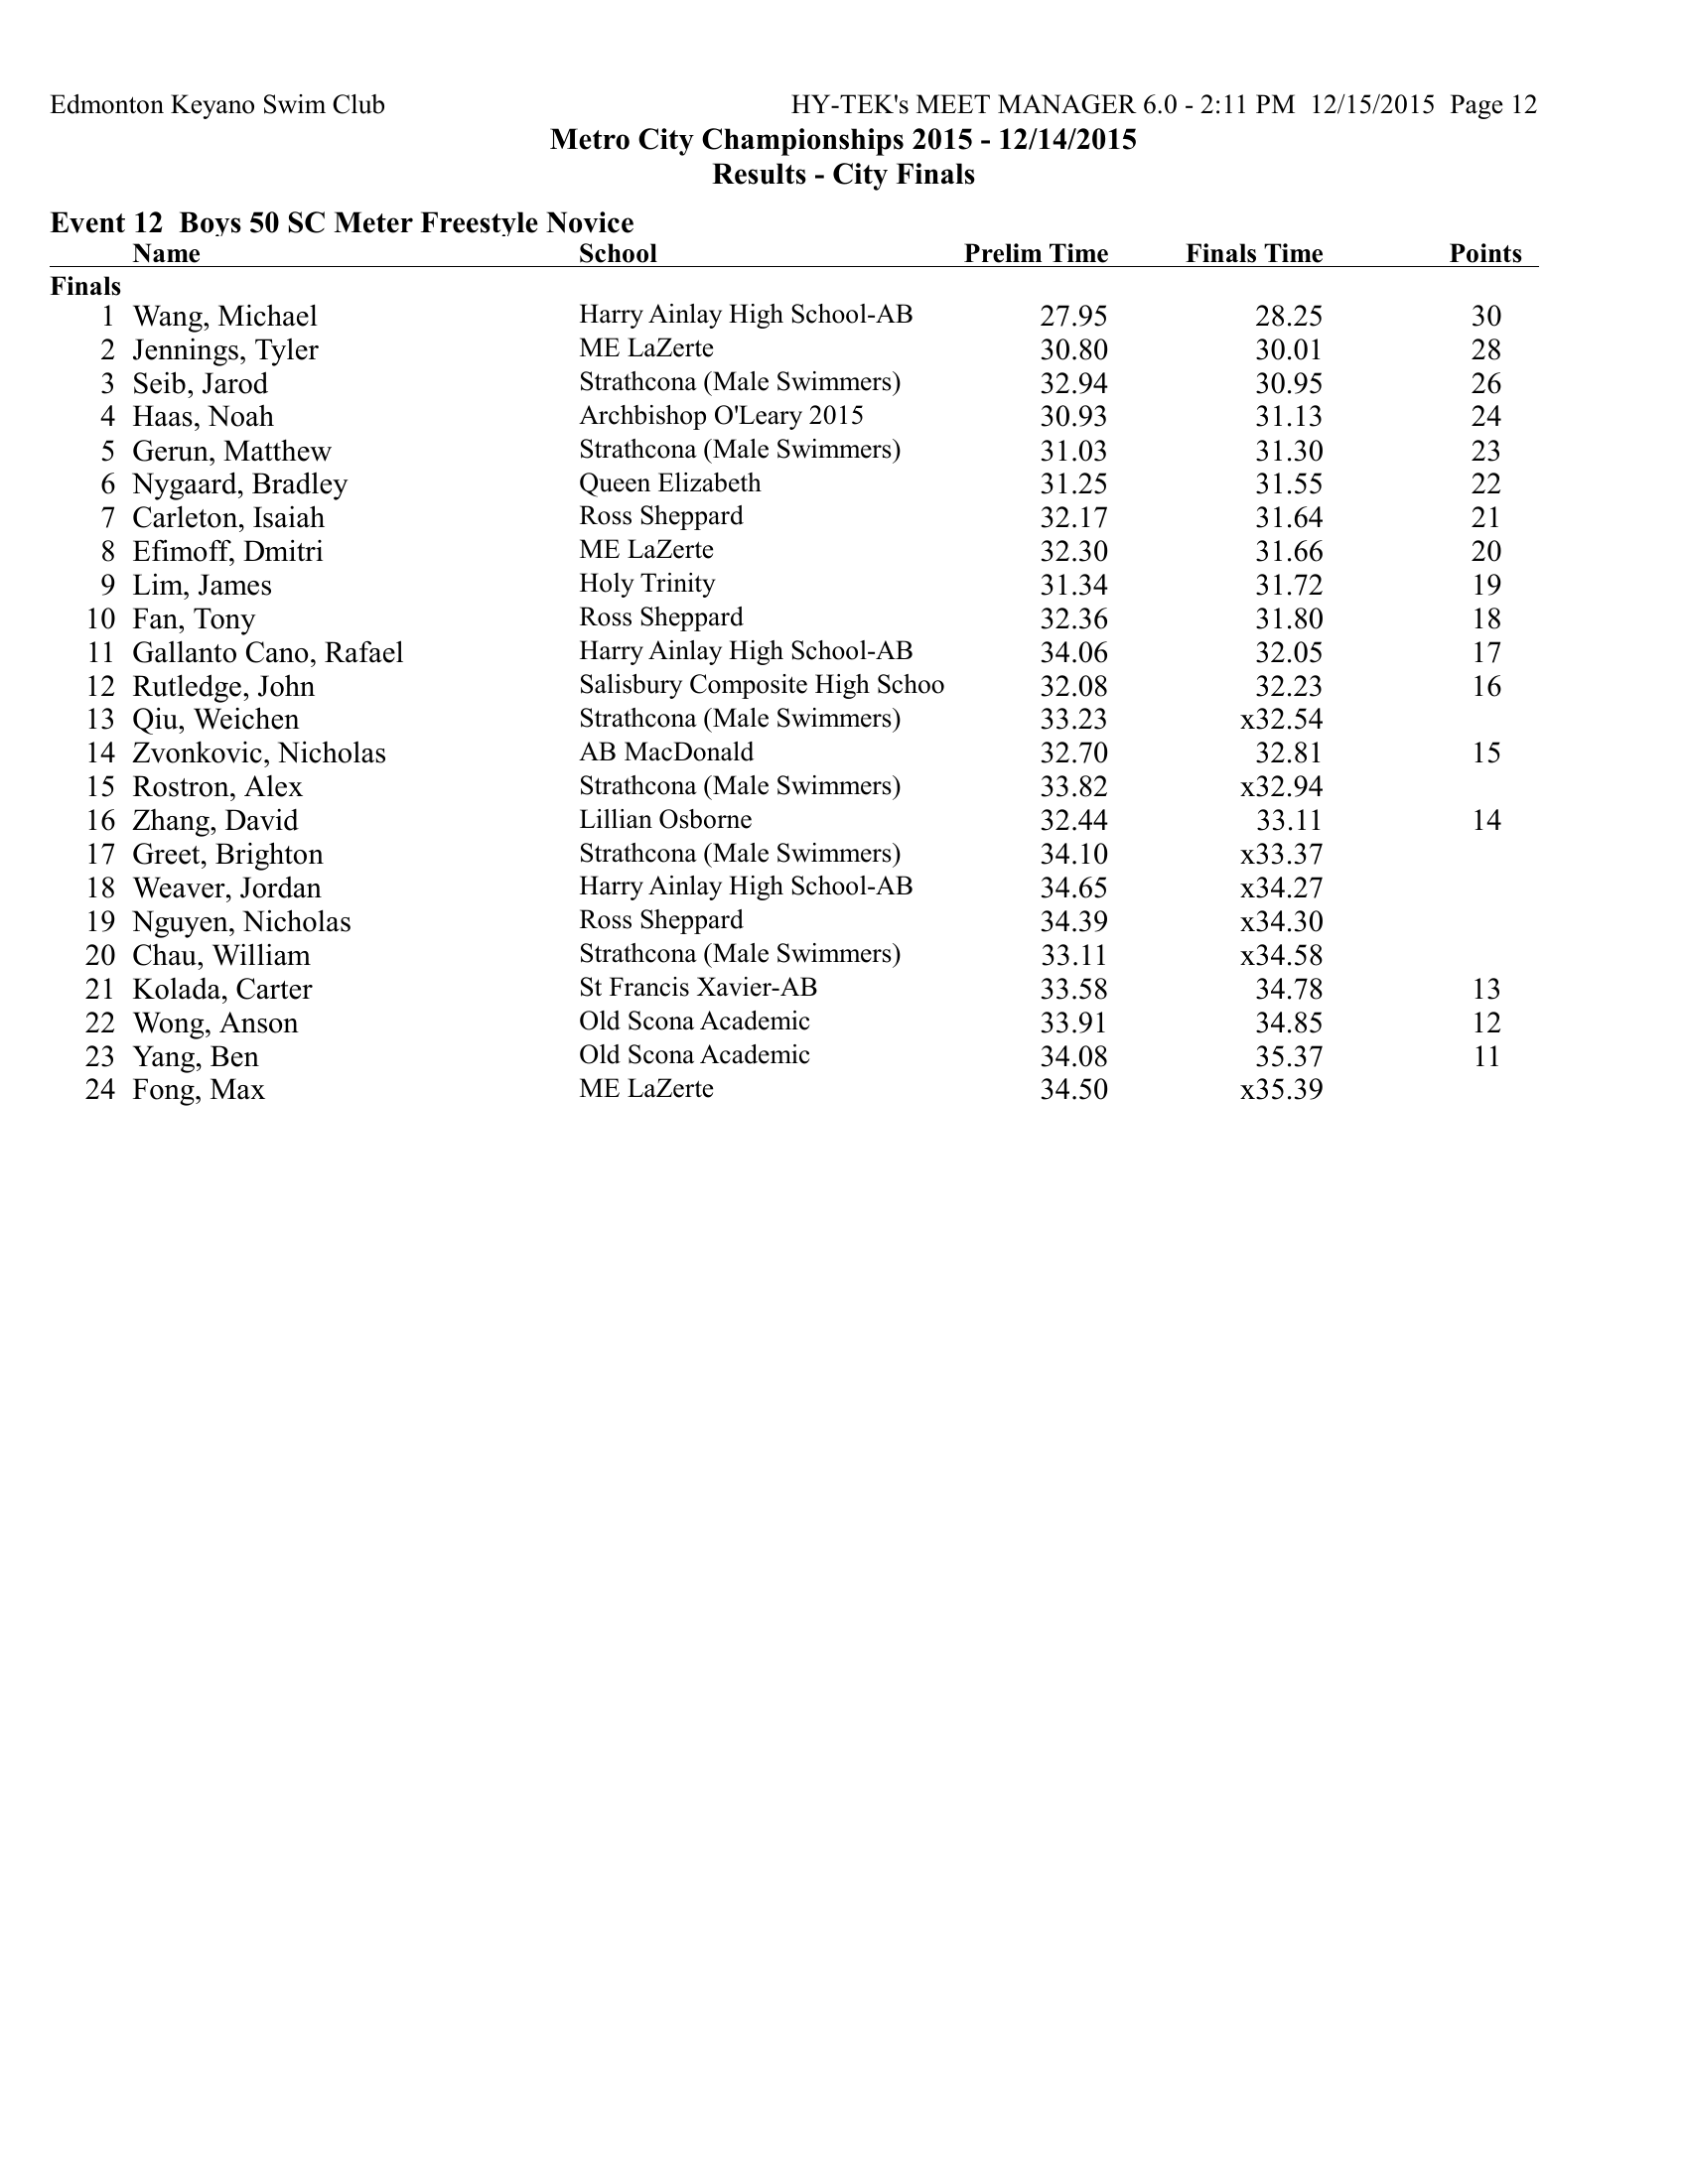 Edmonton Keyano Swim Club HY-TEK's MEET MANAGER 6.0 - 2:11 PM 12/15/2015 Page 12
Metro City Championships 2015 - 12/14/2015
Results - City Finals
Event 12 Boys 50 SC Meter Freestyle Novice
Name School Prelim Time Finals Time Points
Finals
1 Wang, Michael Harry Ainlay High School-AB 27.95 28.25 30
2 Jennings, Tyler ME LaZerte 30.80 30.01 28
3 Seib, Jarod Strathcona (Male Swimmers) 32.94 30.95 26
4 Haas, Noah Archbishop O'Leary 2015 30.93 31.13 24
5 Gerun, Matthew Strathcona (Male Swimmers) 31.03 31.30 23
6 Nygaard, Bradley Queen Elizabeth 31.25 31.55 22
7 Carleton, Isaiah Ross Sheppard 32.17 31.64 21
8 Efimoff, Dmitri ME LaZerte 32.30 31.66 20
9 Lim, James Holy Trinity 31.34 31.72 19
10 Fan, Tony Ross Sheppard 32.36 31.80 18
11 Gallanto Cano, Rafael Harry Ainlay High School-AB 34.06 32.05 17
12 Rutledge, John Salisbury Composite High Schoo 32.08 32.23 16
13 Qiu, Weichen Strathcona (Male Swimmers) 33.23 x32.54
14 Zvonkovic, Nicholas AB MacDonald 32.70 32.81 15
15 Rostron, Alex Strathcona (Male Swimmers) 33.82 x32.94
16 Zhang, David Lillian Osborne 32.44 33.11 14
17 Greet, Brighton Strathcona (Male Swimmers) 34.10 x33.37
18 Weaver, Jordan Harry Ainlay High School-AB 34.65 x34.27
19 Nguyen, Nicholas Ross Sheppard 34.39 x34.30
20 Chau, William Strathcona (Male Swimmers) 33.11 x34.58
21 Kolada, Carter St Francis Xavier-AB 33.58 34.78 13
22 Wong, Anson Old Scona Academic 33.91 34.85 12
23 Yang, Ben Old Scona Academic 34.08 35.37 11
24 Fong, Max ME LaZerte 34.50 x35.39